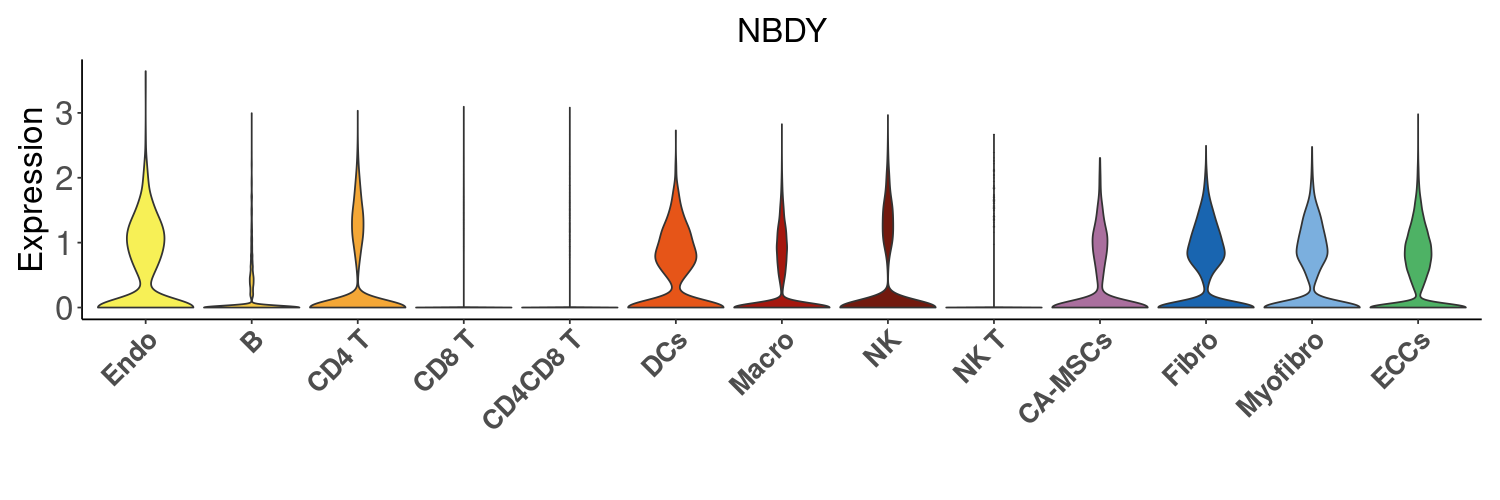 NBDY
Expression
3
2
1
0
Endo
B
CD4 T
CD8 T
CD4CD8 T
DCs
Macro
NK
NK T
CA-MSCs
Fibro
Myofibro
ECCs